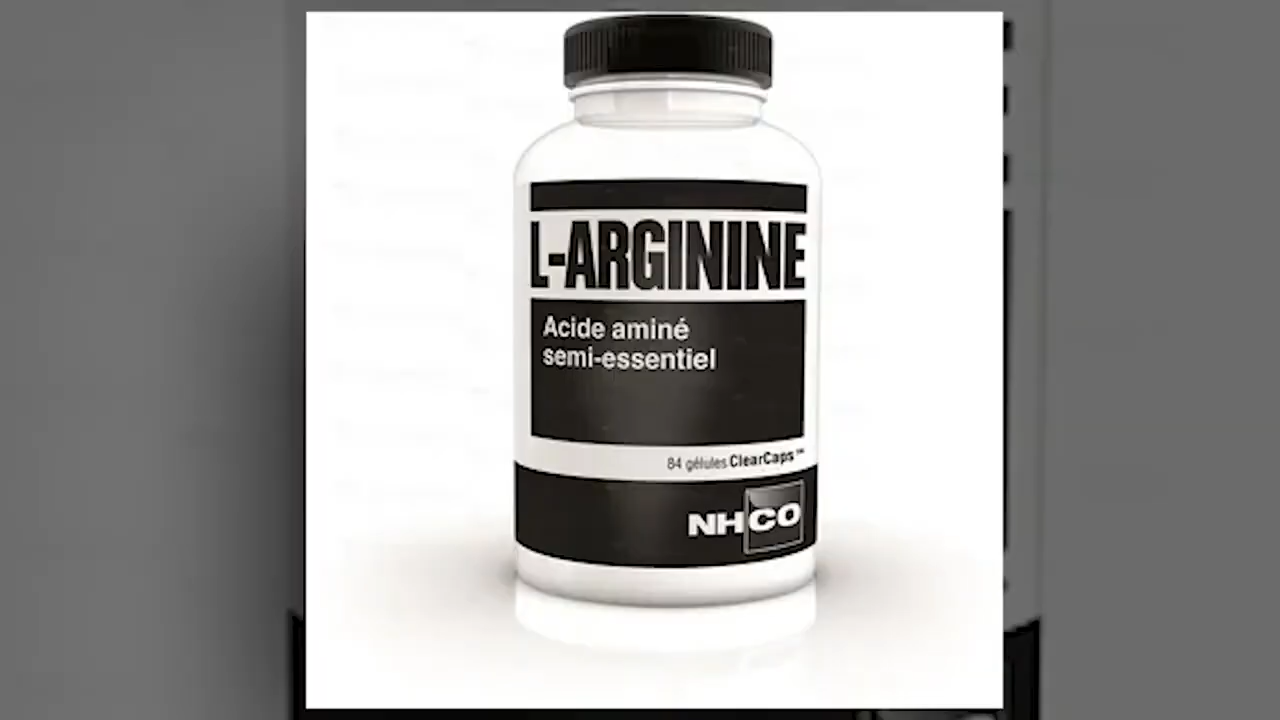 L-ARGININE
Acide aminé
semi-essentiel
84 gélules ClearCaps™
NHCO